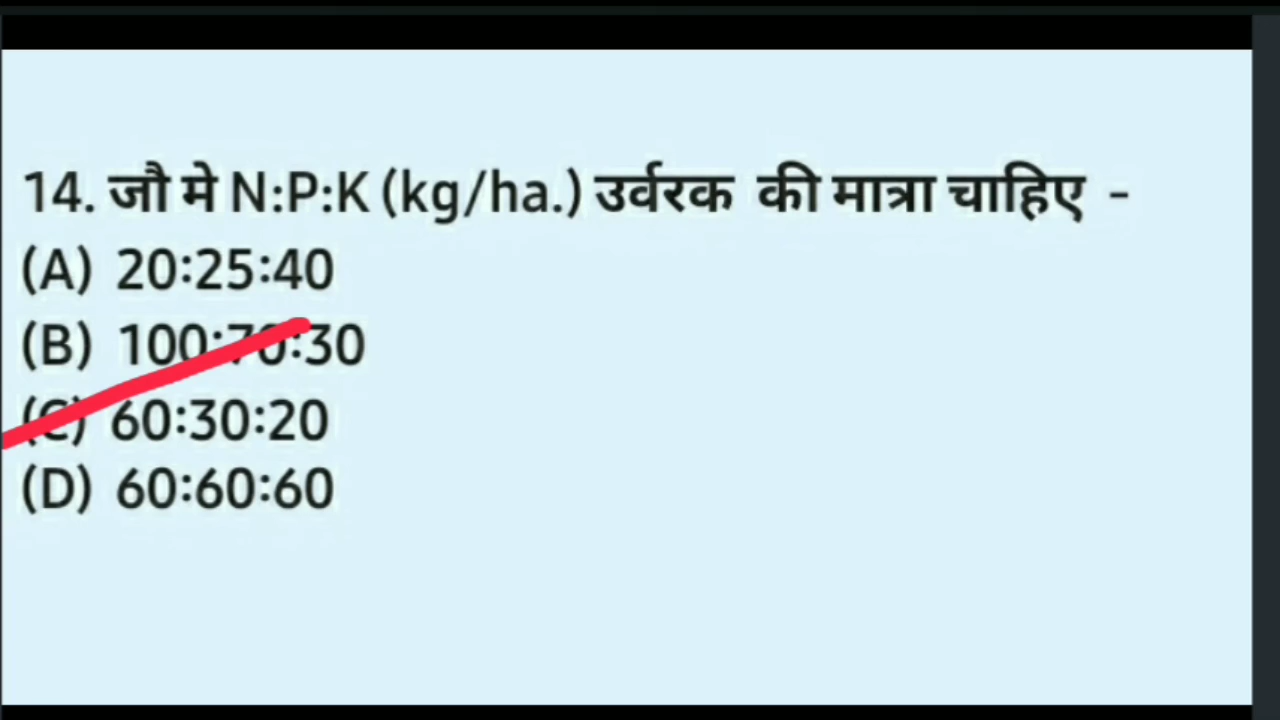 14. जौ मे N:P:K (kg/ha.) उर्वरक की मात्रा चाहिए -
(A) 20:25:40
(B) 100:70:30
(C) 60:30:20
(D) 60:60:60